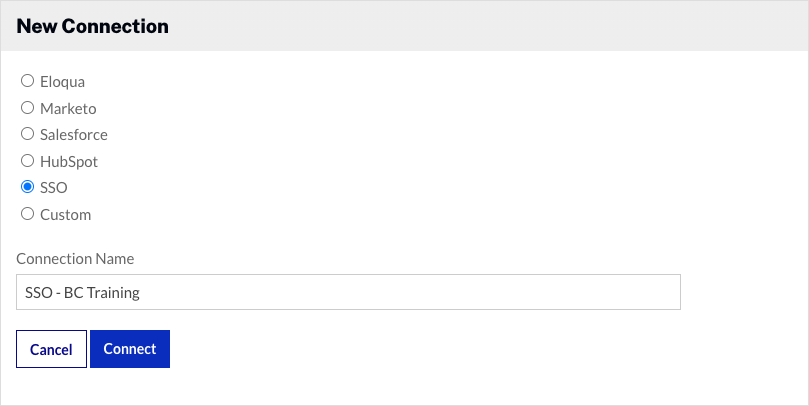 New Connection
Eloqua
Marketo
Salesforce
HubSpot
SSO
Custom
Connection Name
SSO - BC Training
Cancel Connect